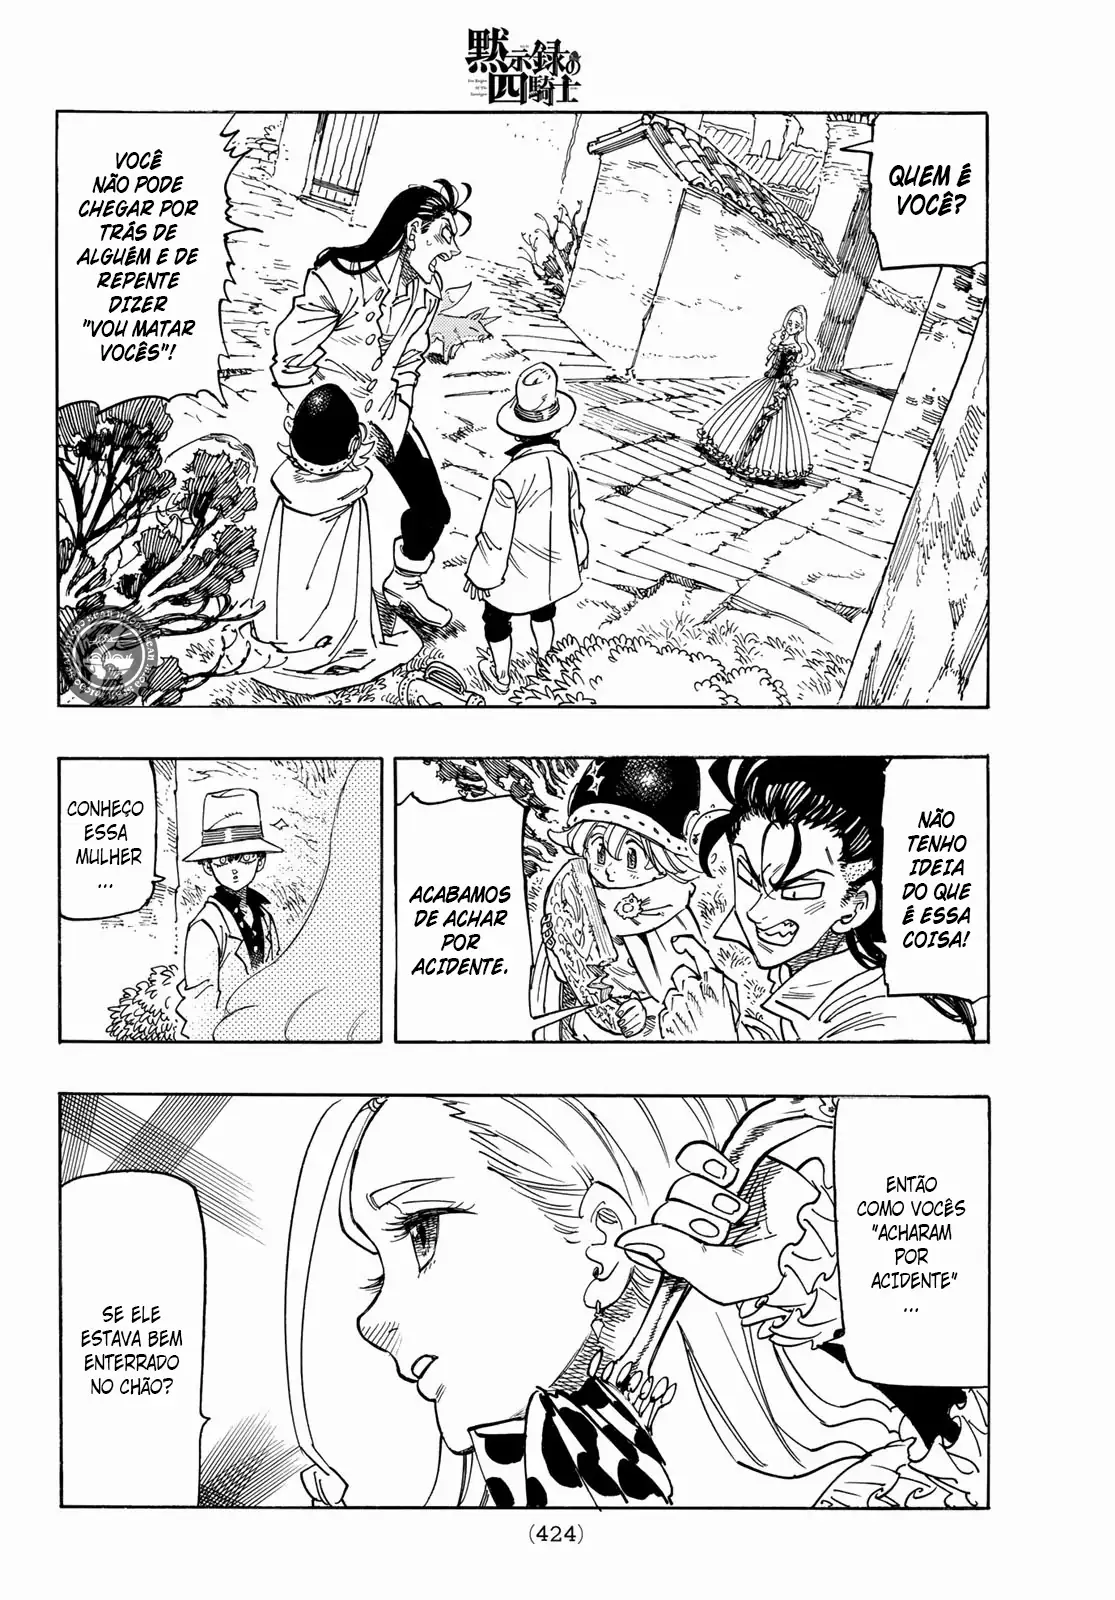 黙示録の
四騎士
QUEM É
VOCÊ?
VOCÊ
NÃO PODE
CHEGAR POR
TRÁS DE
ALGUÉM E DE
REPENTE
DIZER
"VOU MATAR
VOCÊS"!
NÃO
TENHO
IDEIA
DO QUE
É ESSA
COISA!
ACABAMOS
DE ACHAR
POR
ACIDENTE.
CONHEÇO
ESSA
MULHER
...
ENTÃO
COMO VOCÊS
"ACHARAM
POR
ACIDENTE"
...
SE ELE
ESTAVA BEM
ENTERRADO
NO CHÃO?
(424)